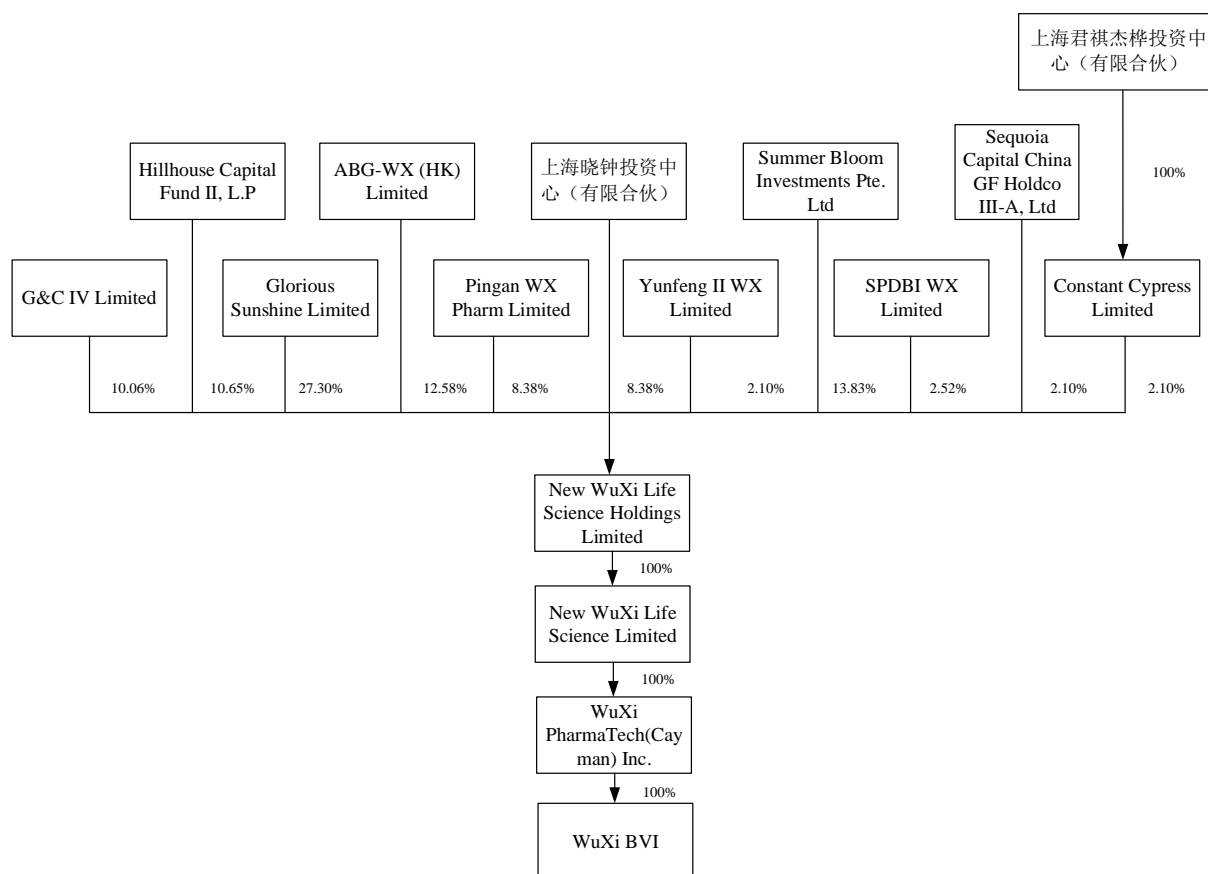 上海君祺杰桦投资中
心（有限合伙）
Hillhouse Capital
Fund II, L.P
ABG-WX (HK)
Limited
上海晓钟投资中
心（有限合伙）
Summer Bloom
Investments Pte.
Ltd
Sequoia
Capital China
GF Holdco
III-A, Ltd
100%
G&C IV Limited
Glorious
Sunshine Limited
Pingan WX
Pharm Limited
Yunfeng II WX
Limited
SPDBI WX
Limited
Constant Cypress
Limited
10.06%
10.65%
27.30%
12.58%
8.38%
8.38%
2.10%
13.83%
2.52%
2.10%
2.10%
New WuXi Life
Science Holdings
Limited
100%
New WuXi Life
Science Limited
100%
WuXi
PharmaTech(Cay
man) Inc.
100%
WuXi BVI